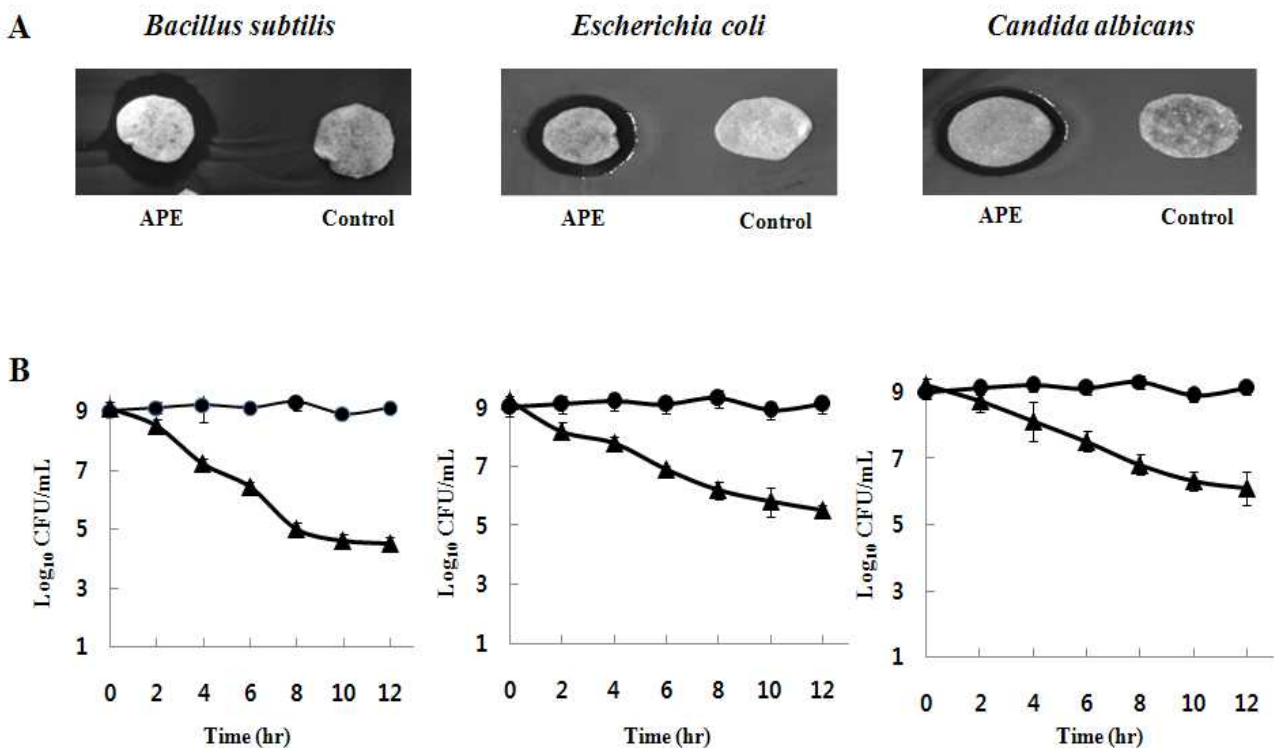 A
Bacillus subtilis
Escherichia coli
Candida albicans
APE
Control
APE
Control
APE
Control
B
Log₁₀ CFU/mL
9
7
5
3
1
0 2 4 6 8 10 12
Time (hr)
Log₁₀ CFU/mL
9
7
5
3
1
0 2 4 6 8 10 12
Time (hr)
Log₁₀ CFU/mL
9
7
5
3
1
0 2 4 6 8 10 12
Time (hr)